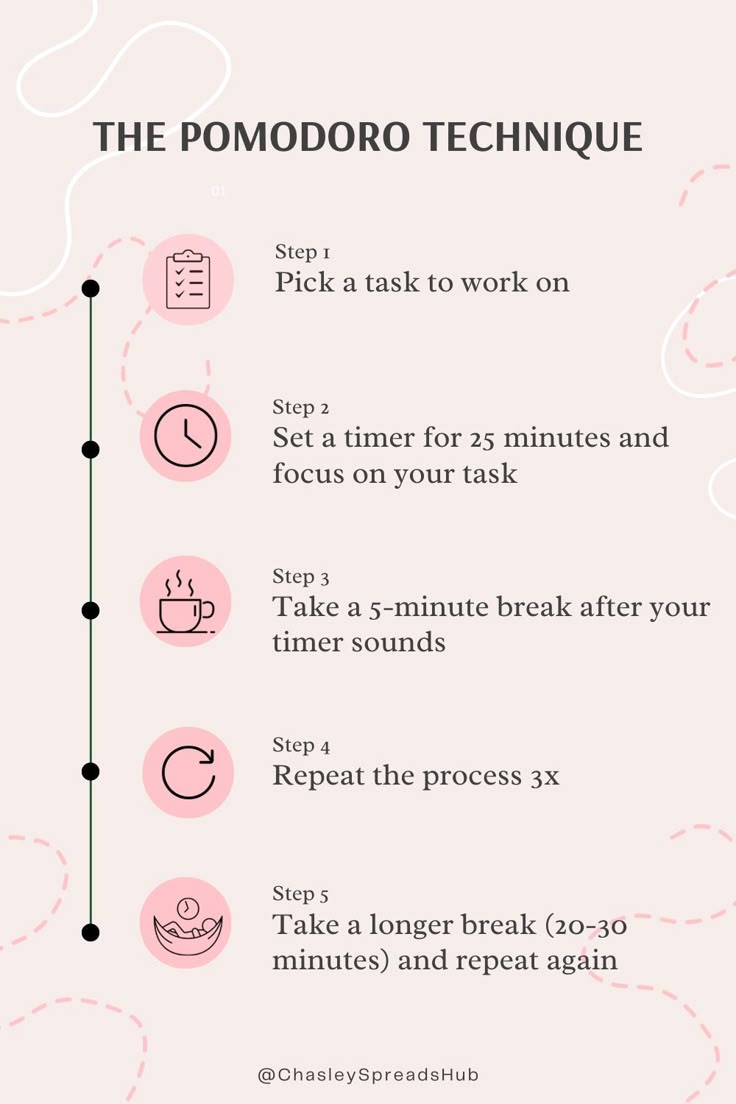 THE POMODORO TECHNIQUE
01
Step 1
Pick a task to work on
Step 2
Set a timer for 25 minutes and
focus on your task
Step 3
Take a 5-minute break after your
timer sounds
Step 4
Repeat the process 3x
Step 5
Take a longer break (20-30
minutes) and repeat again
@ChasleySpreadsHub